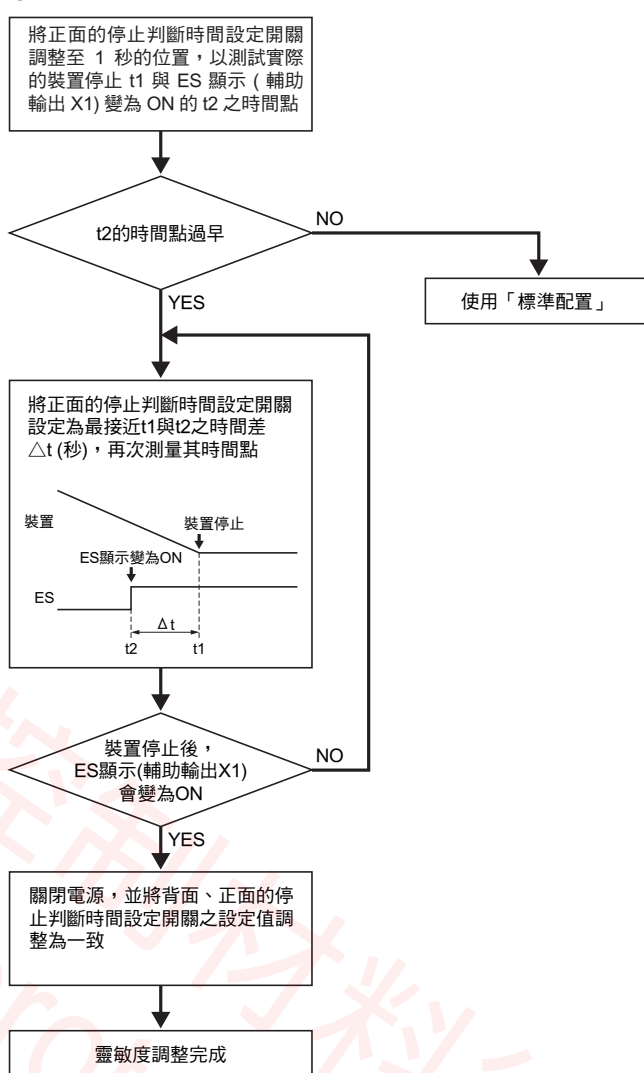 將正面的停止判斷時間設定開關
調整至 1 秒的位置，以測試實際
的裝置停止 t1 與 ES 顯示 ( 輔助
輸出 X1) 變為 ON 的 t2 之時間點
t2的時間點過早
NO
使用「標準配置」
YES
將正面的停止判斷時間設定開關
設定為最接近t1與t2之時間差
△t (秒)，再次測量其時間點
裝置
裝置停止
ES顯示變為ON
ES
Δt
t2
t1
裝置停止後，
ES顯示(輔助輸出X1)
會變為ON
NO
YES
關閉電源，並將背面、正面的停
止判斷時間設定開關之設定值調
整為一致
靈敏度調整完成
控制材料